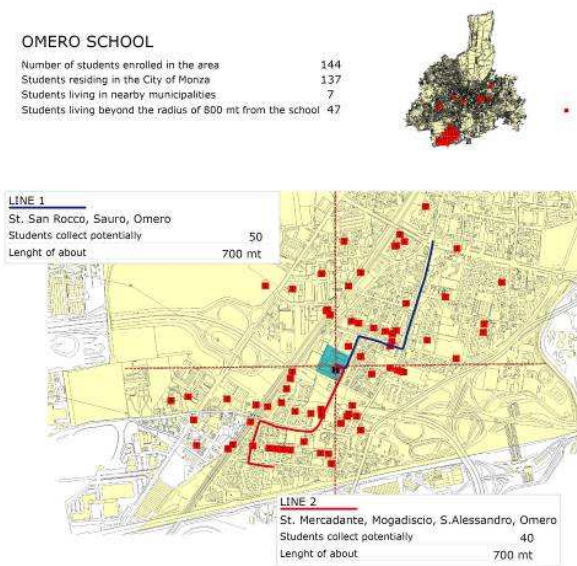 OMERO SCHOOL
Number of students enrolled in the area 144
Students residing in the City of Monza 137
Students living in nearby municipalities 7
Students living beyond the radius of 800 mt from the school 47
LINE 1
St. San Rocco, Sauro, Omero
Students collect potentially 50
Lenght of about 700 mt
LINE 2
St. Mercadante, Mogadiscio, S.Alessandro, Omero
Students collect potentially 40
Lenght of about 700 mt